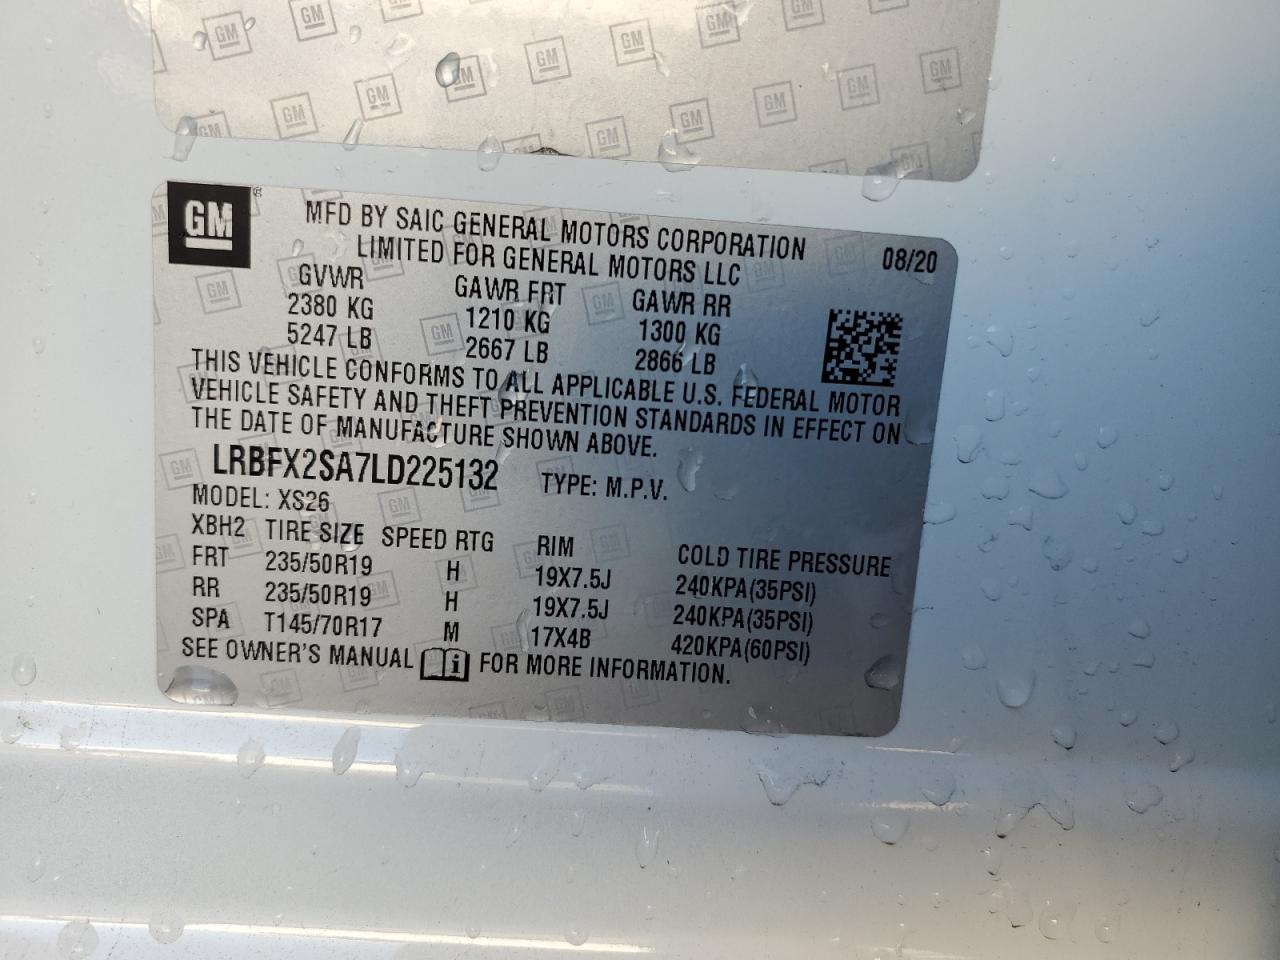 GM ®
MFD BY SAIC GENERAL MOTORS CORPORATION
LIMITED FOR GENERAL MOTORS LLC
08/20
GVWR GAWR FRT GAWR RR
2380 KG 1210 KG 1300 KG
5247 LB 2667 LB 2866 LB
THIS VEHICLE CONFORMS TO ALL APPLICABLE U.S. FEDERAL MOTOR
VEHICLE SAFETY AND THEFT PREVENTION STANDARDS IN EFFECT ON
THE DATE OF MANUFACTURE SHOWN ABOVE.
LRBFX2SA7LD225132 TYPE: M.P.V.
MODEL: XS26
XBH2 TIRE SIZE SPEED RTG RIM COLD TIRE PRESSURE
FRT 235/50R19 H 19X7.5J 240KPA(35PSI)
RR 235/50R19 H 19X7.5J 240KPA(35PSI)
SPA T145/70R17 M 17X4B 420KPA(60PSI)
SEE OWNER'S MANUAL i FOR MORE INFORMATION.